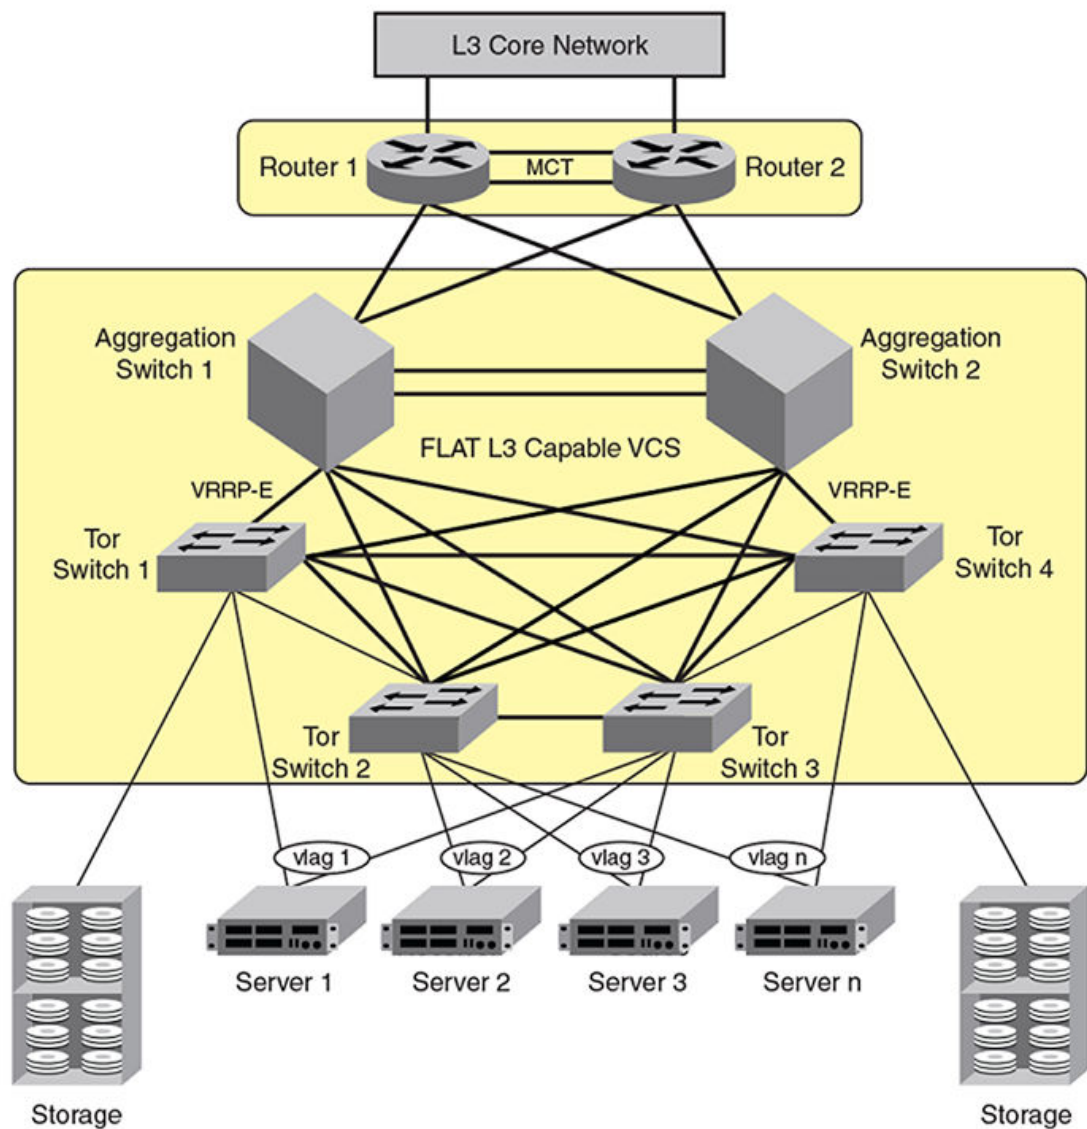 L3 Core Network
Router 1
MCT
Router 2
Aggregation
Switch 1
Aggregation
Switch 2
FLAT L3 Capable VCS
VRRP-E
VRRP-E
Tor
Switch 1
Tor
Switch 4
Tor
Switch 2
Tor
Switch 3
vlag 1
vlag 2
vlag 3
vlag n
Server 1
Server 2
Server 3
Server n
Storage
Storage